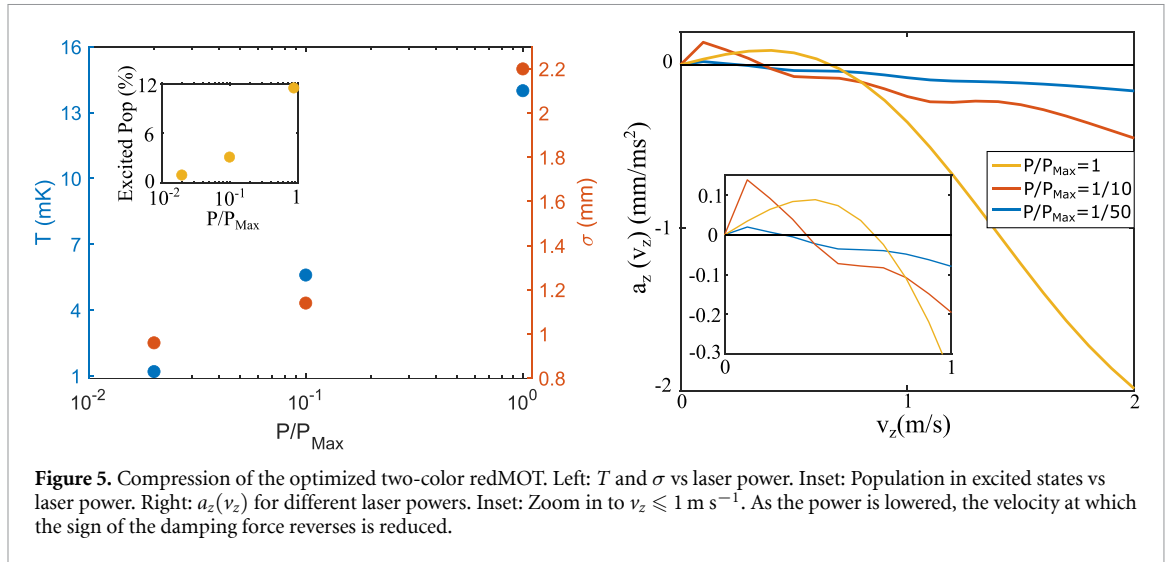 16
13
10
7
4
1
T (mK)
12
6
0
Excited Pop (%)
10^-2
10^-1
1
P/P_Max
2.2
2
1.8
1.6
1.4
1.2
1
0.8
σ (mm)
10^-2
10^-1
10^0
P/P_Max
0
-1
-2
a_z (v_z) (mm/ms^2)
P/P_Max=1
P/P_Max=1/10
P/P_Max=1/50
0.1
0
-0.1
-0.2
-0.3
0
1
0
1
2
v_z(m/s)
Figure 5. Compression of the optimized two-color redMOT. Left: T and σ vs laser power. Inset: Population in excited states vs
laser power. Right: a_z(v_z) for different laser powers. Inset: Zoom in to v_z ⩽ 1 m s^−1. As the power is lowered, the velocity at which
the sign of the damping force reverses is reduced.